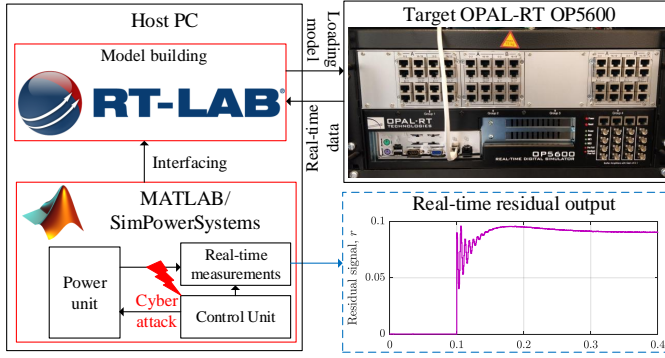 Host PC
Model building
RT-LAB®
Interfacing
MATLAB/
SimPowerSystems
Power
unit
Cyber
attack
Real-time
measurements
Control Unit
Loading
model
Real-time
data
Target OPAL-RT OP5600
OPAL-RT
TECHNOLOGIES
OP5600
REAL-TIME DIGITAL SIMULATOR
Real-time residual output
Residual signal, r
0.1
0.05
0
0
0.1
0.2
0.3
0.4